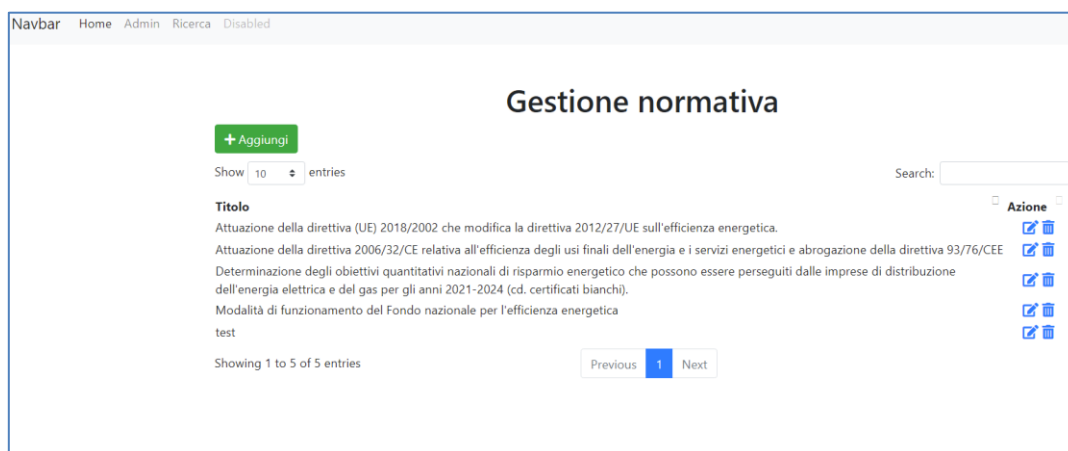 Navbar Home Admin Ricerca Disabled
Gestione normativa
+ Aggiungi
Show 10 entries
Search:
Titolo Azione
Attuazione della direttiva (UE) 2018/2002 che modifica la direttiva 2012/27/UE sull'efficienza energetica.
Attuazione della direttiva 2006/32/CE relativa all'efficienza degli usi finali dell'energia e i servizi energetici e abrogazione della direttiva 93/76/CEE
Determinazione degli obiettivi quantitativi nazionali di risparmio energetico che possono essere perseguiti dalle imprese di distribuzione
dell'energia elettrica e del gas per gli anni 2021-2024 (cd. certificati bianchi).
Modalità di funzionamento del Fondo nazionale per l'efficienza energetica
test
Showing 1 to 5 of 5 entries
Previous 1 Next